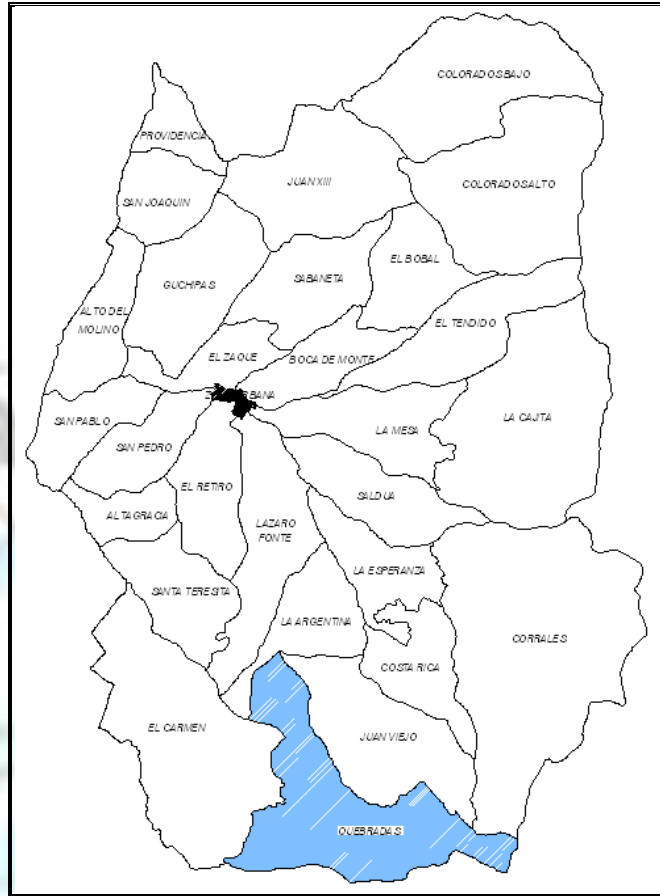 COLORADOS BAJO
PROVIDENCIA
JUAN XIII
COLORADOS ALTO
SAN JOAQUIN
EL BOBAL
SABANETA
GUCHIPAS
ALTO DEL
MOLINO
EL TENDIDO
EL ZAQUE
BOCA DE MONTE
URBANA
SAN PABLO
LA MESA
LA CAJITA
SAN PEDRO
EL RETIRO
SALDUA
ALTAGRACIA
LAZARO
FONTE
LA ESPERANZA
SANTA TERESITA
LA ARGENTINA
CORRALES
COSTA RICA
EL CARMEN
JUAN VIEJO
QUEBRADAS